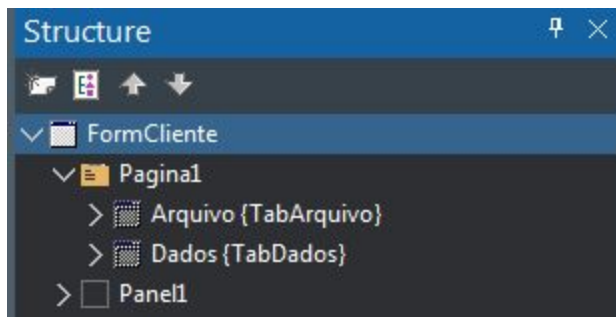 Structure
FormCliente
Pagina1
Arquivo {TabArquivo}
Dados {TabDados}
Panel1